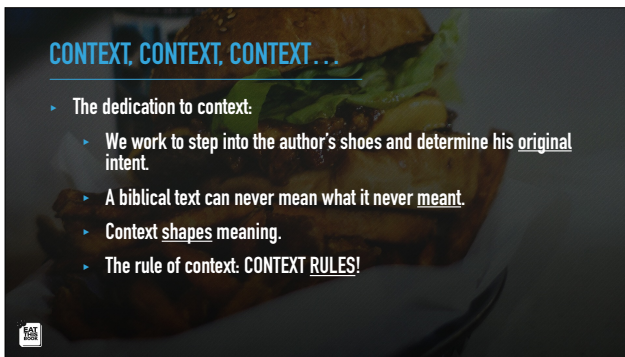 CONTEXT, CONTEXT, CONTEXT...
▸ The dedication to context:
▸ We work to step into the author's shoes and determine his original
intent.
▸ A biblical text can never mean what it never meant.
▸ Context shapes meaning.
▸ The rule of context: CONTEXT RULES!
EAT
THIS
BOOK